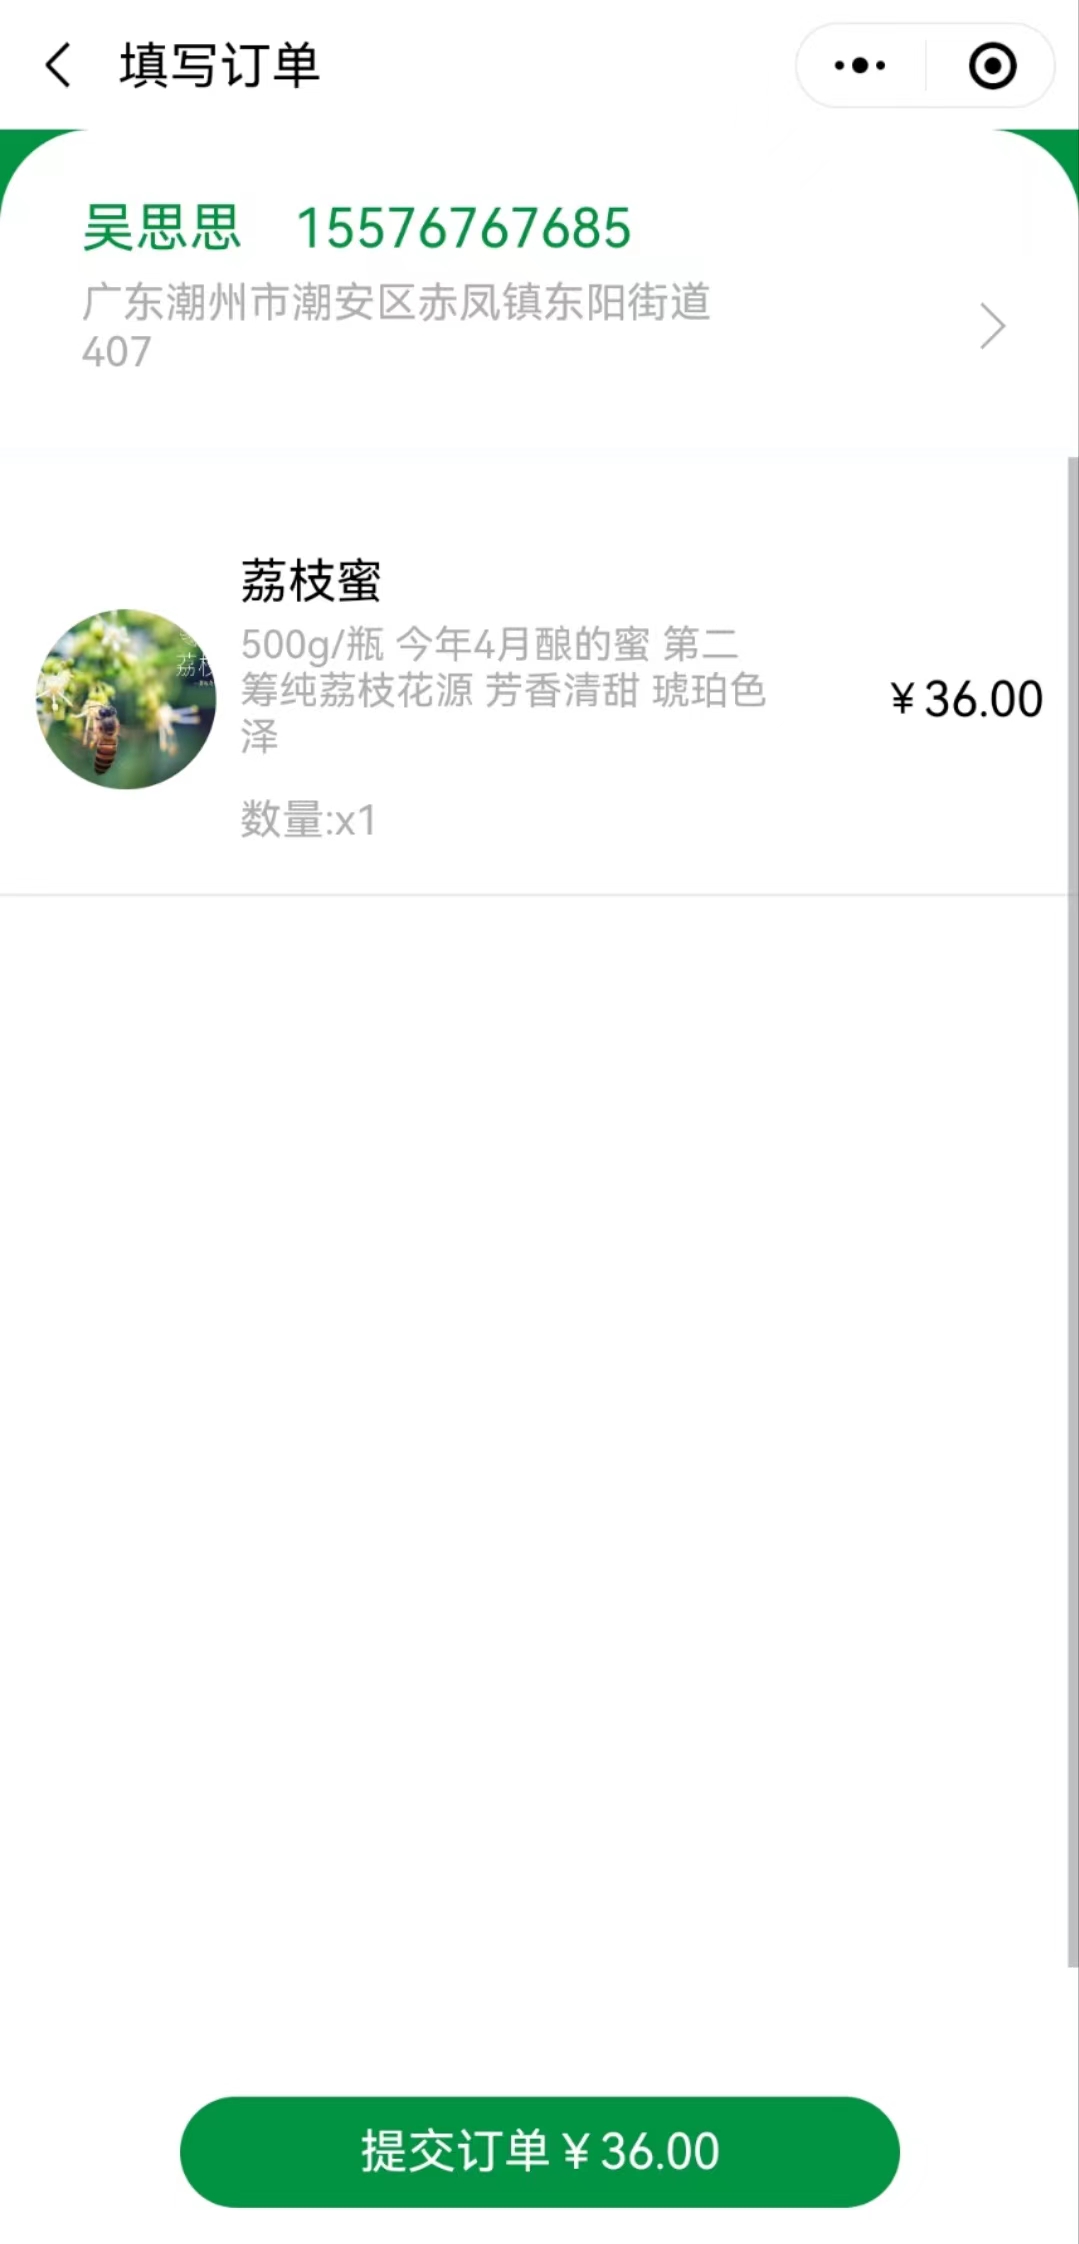 填写订单
吴思思 15576767685
广东潮州市潮安区赤凤镇东阳街道
407
荔枝蜜
500g/瓶 今年4月酿的蜜 第二
筹纯荔枝花源 芳香清甜 琥珀色
泽
¥36.00
数量:x1
提交订单¥36.00